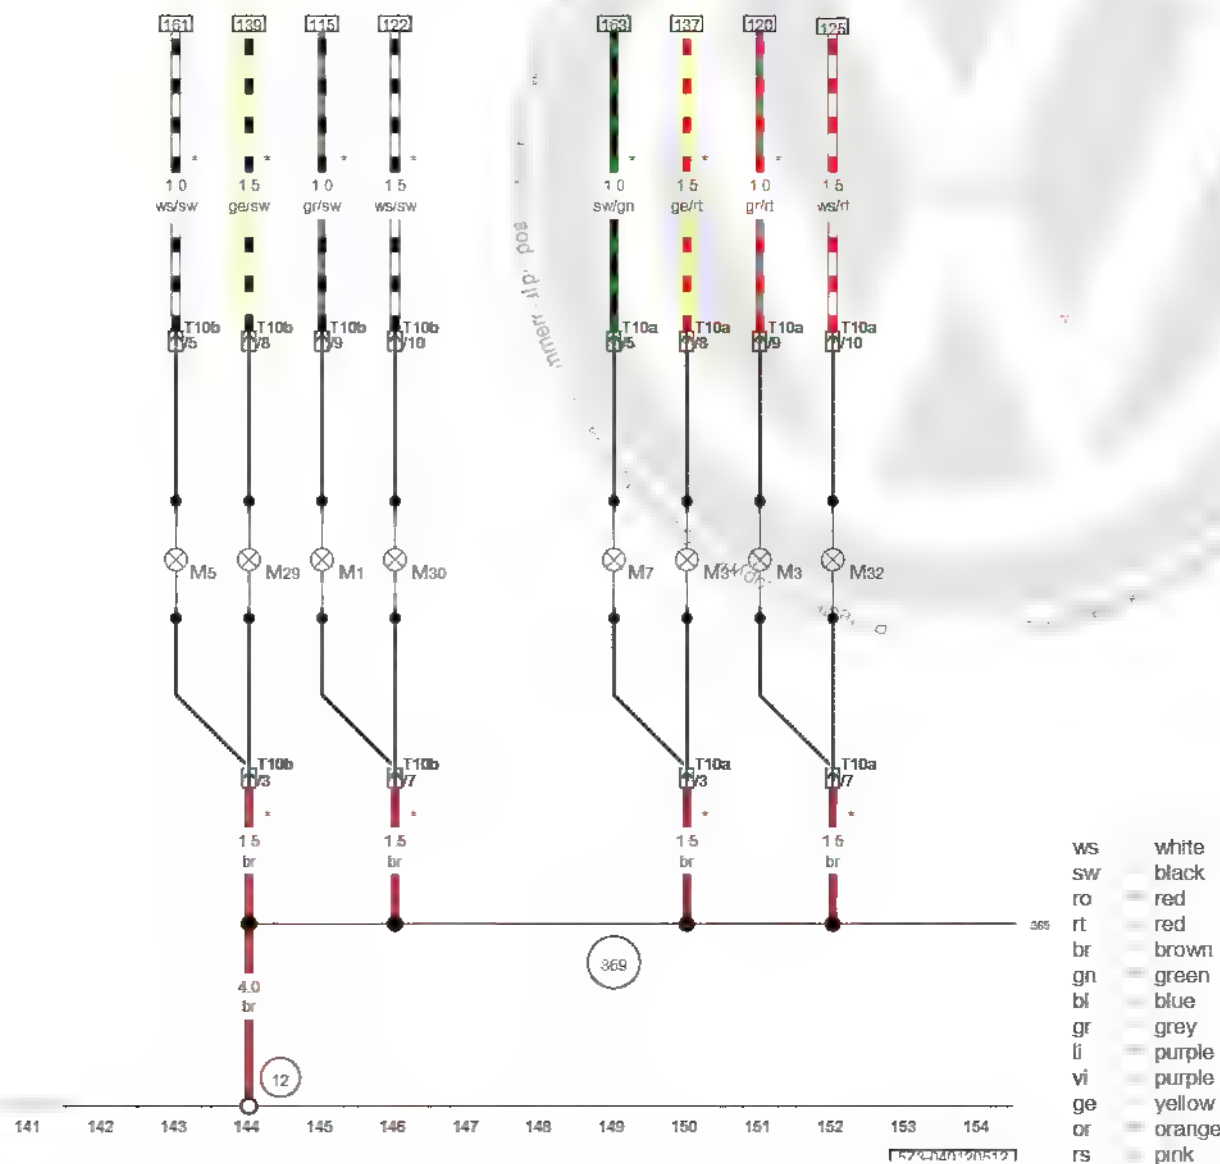 161 139 115 122 163 137 120 125
* * * * * *
1.0 1.5 1.0 1.5 1.0 1.5 1.0 1.5
ws/sw ge/sw gr/sw ws/sw sw/gn ge/rt gr/rt ws/rt
T10b /5 T10b /8 T10b /9 T10b /10 T10a /5 T10a /8 T10a /9 T10a /10
M5 M29 M1 M30 M7 M31 M3 M32
T10b /3 T10b /7 T10a /3 T10a /7
* * * *
1.5 1.5 1.5 1.5
br br br br
369
4.0
br
12
141 142 143 144 145 146 147 148 149 150 151 152 153 154
ws white
sw black
ro red
rt red
br brown
gn green
bl blue
gr grey
li purple
vi purple
ge yellow
or orange
rs pink